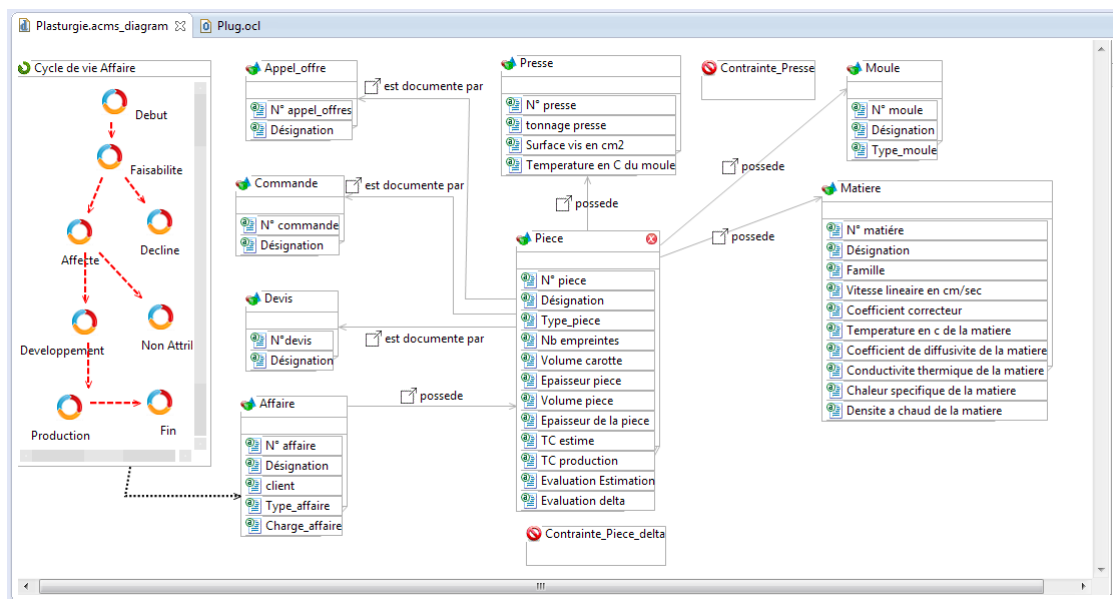 Plasturgie.acms_diagram
Plug.ocl
Cycle de vie Affaire
Debut
Faisabilite
Affecte
Decline
Developpement
Non Attril
Production
Fin
Appel_offre
N° appel_offres
Désignation
est documente par
Commande
N° commande
Désignation
est documente par
Devis
N°devis
Désignation
est documente par
Affaire
N° affaire
Désignation
client
Type_affaire
Charge_affaire
possede
Presse
N° presse
tonnage presse
Surface vis en cm2
Temperature en C du moule
possede
Piece
N° piece
Désignation
Type_piece
Nb empreintes
Volume carotte
Epaisseur piece
Volume piece
Epaisseur de la piece
TC estime
TC production
Evaluation Estimation
Evaluation delta
Contrainte_Piece_delta
Contrainte_Presse
Moule
N° moule
Désignation
Type_moule
possede
Matiere
N° matiére
Désignation
Famille
Vitesse lineaire en cm/sec
Coefficient correcteur
Temperature en c de la matiere
Coefficient de diffusivite de la matiere
Conductivite thermique de la matiere
Chaleur specifique de la matiere
Densite a chaud de la matiere
possede